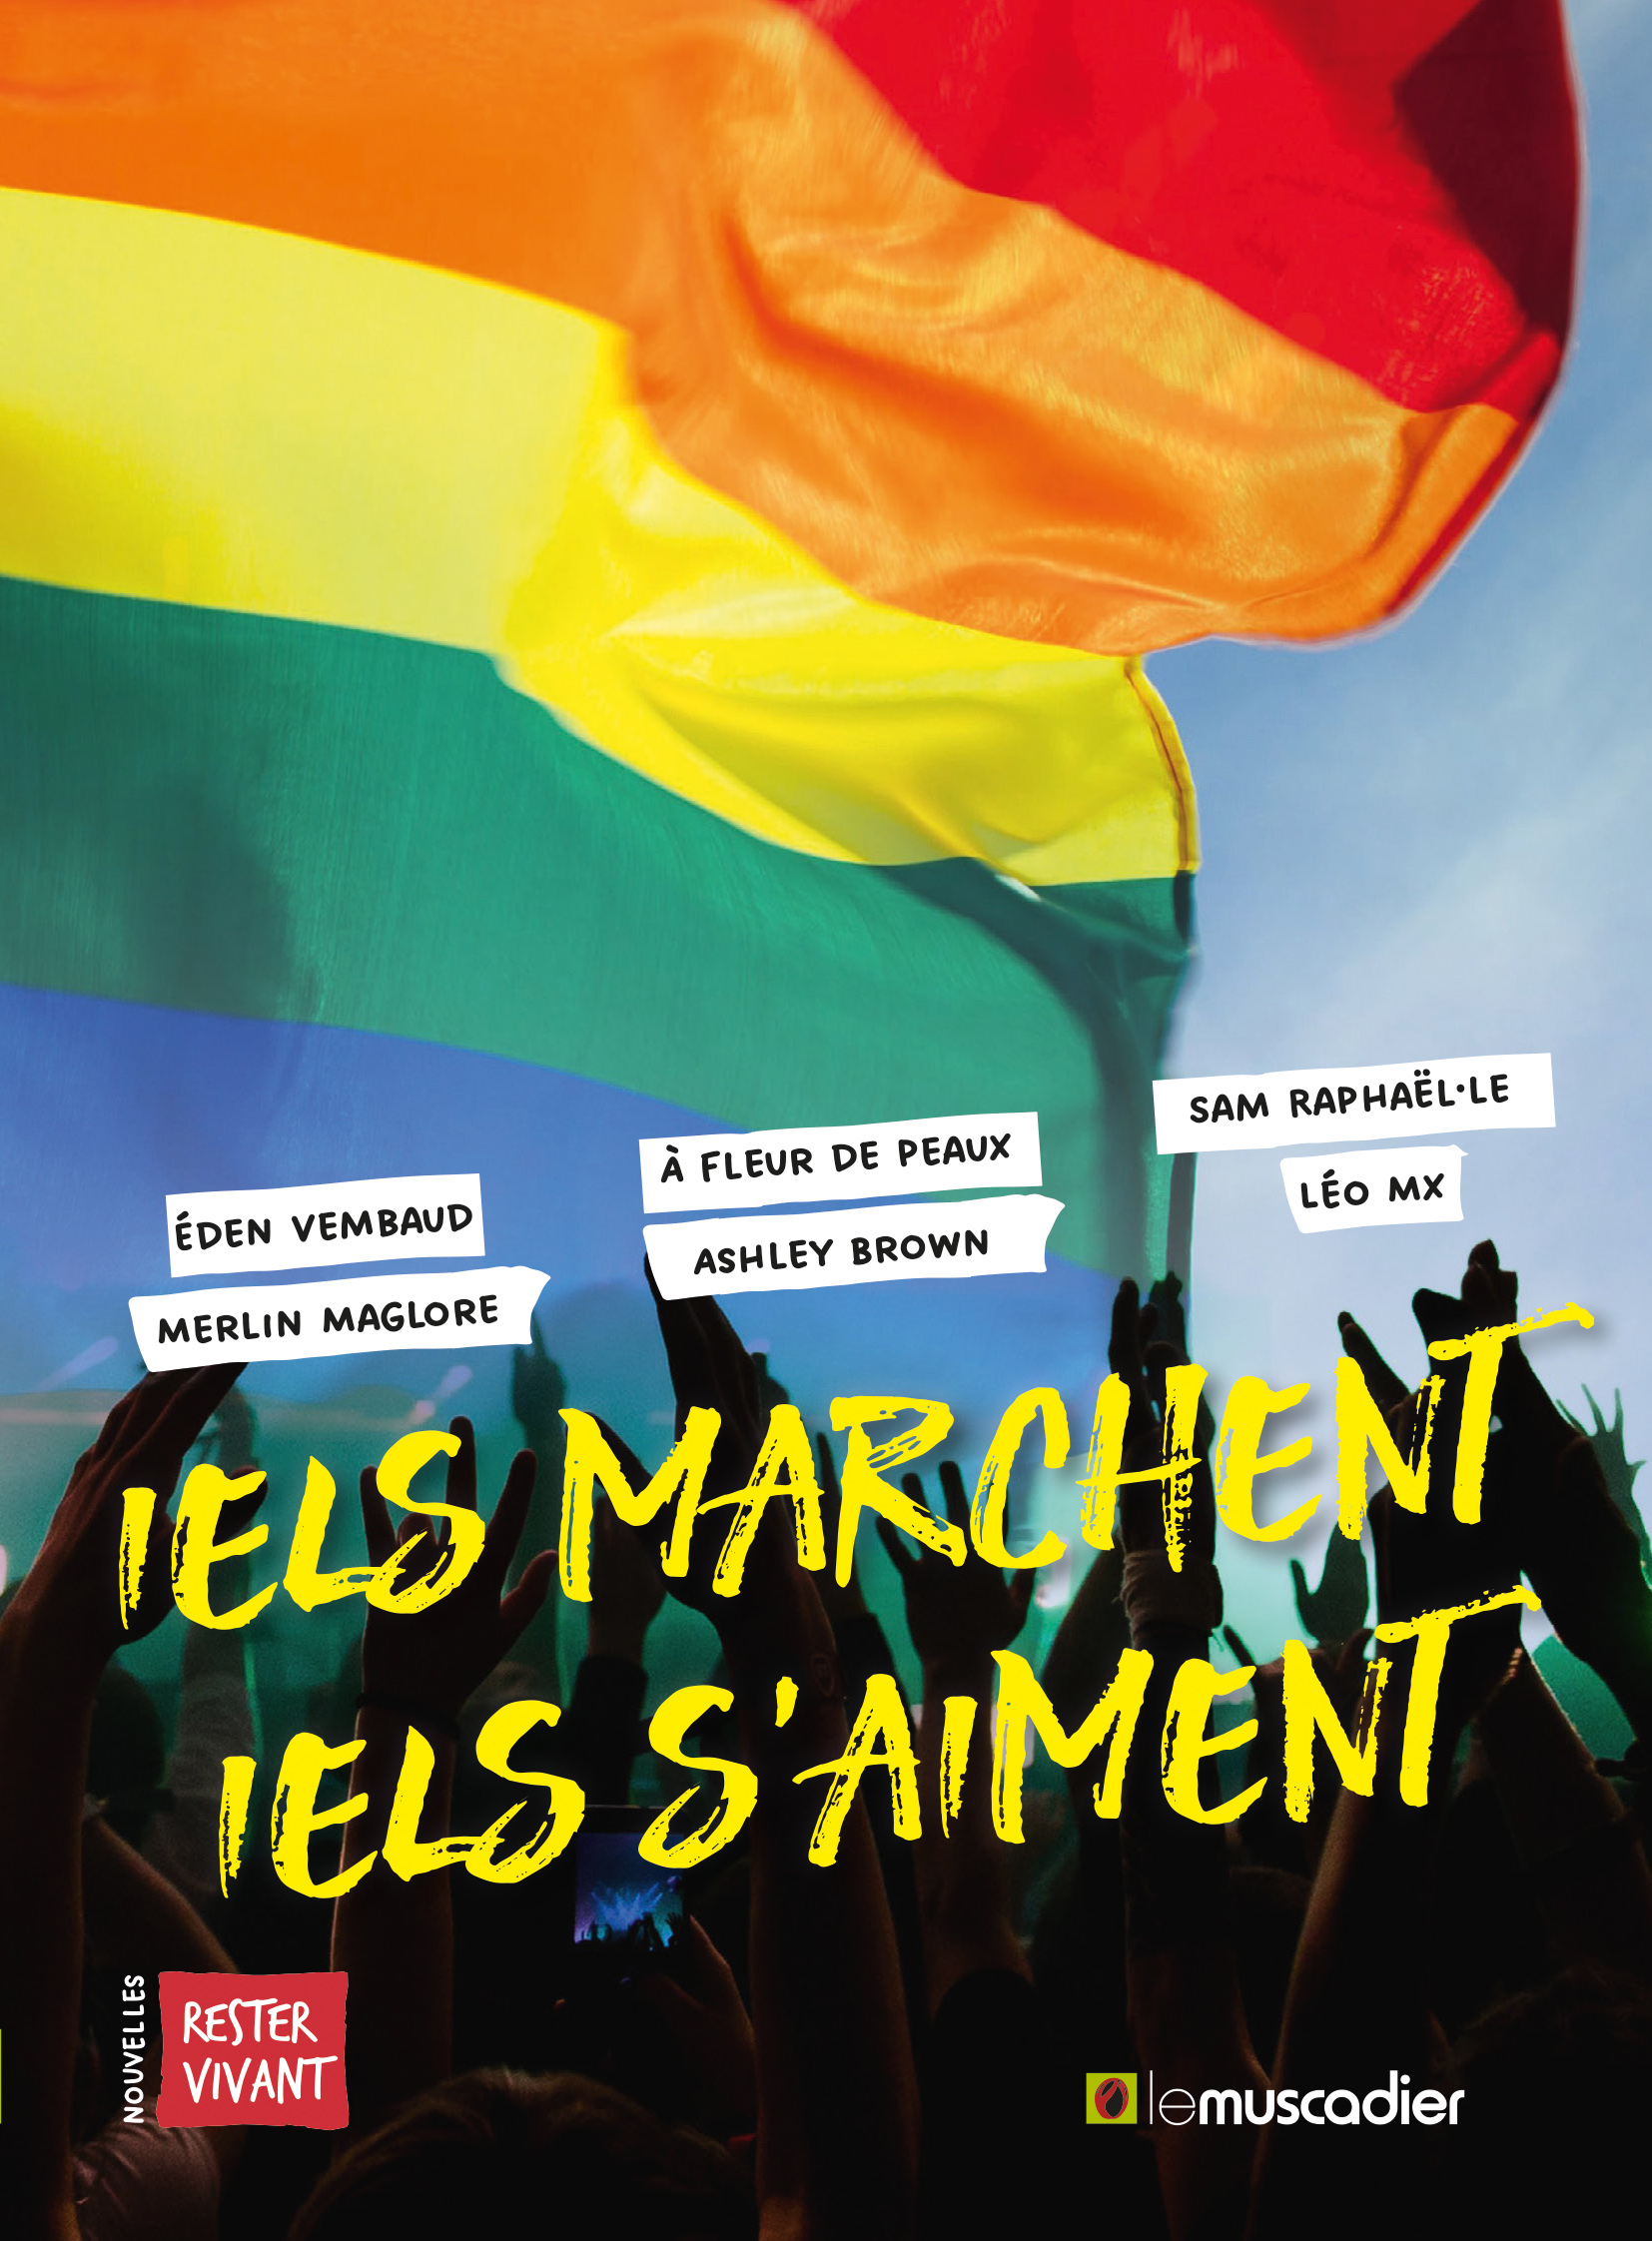 SAM RAPHAËL·LE
LÉO MX
À FLEUR DE PEAUX
ASHLEY BROWN
ÉDEN VEMBAUD
MERLIN MAGLORE
IELS MARCHENT
IELS S'AIMENT
NOUVELLES
RESTER
VIVANT
lemuscadier